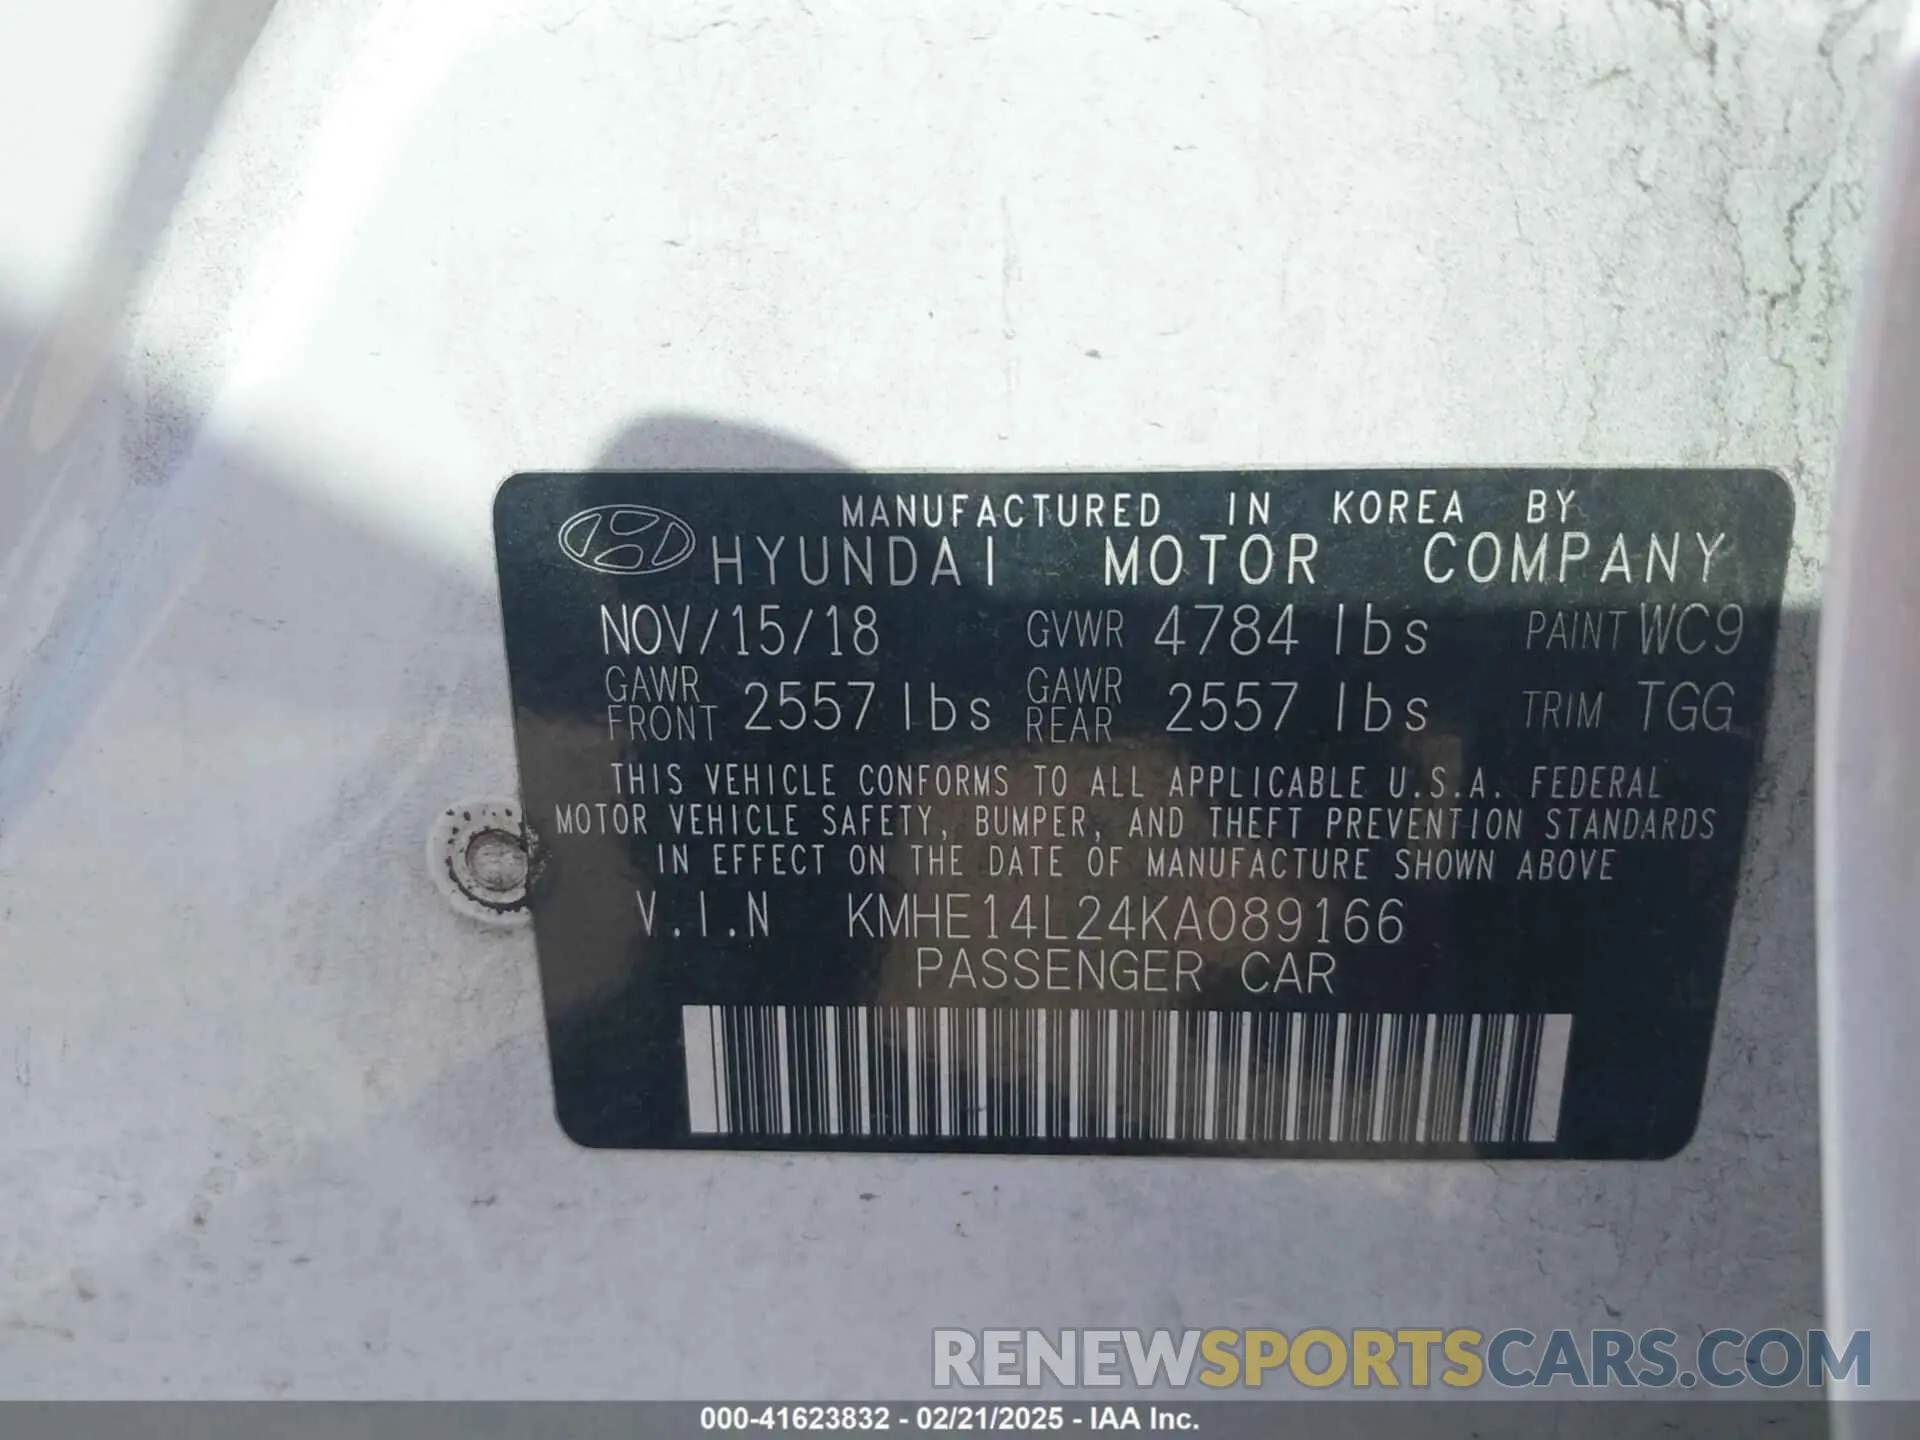 MANUFACTURED IN KOREA BY
HYUNDAI MOTOR COMPANY
NOV/15/18 GVWR 4784 lbs PAINT WC9
GAWR FRONT 2557 lbs GAWR REAR 2557 lbs TRIM TGG
THIS VEHICLE CONFORMS TO ALL APPLICABLE U.S.A. FEDERAL
MOTOR VEHICLE SAFETY, BUMPER, AND THEFT PREVENTION STANDARDS
IN EFFECT ON THE DATE OF MANUFACTURE SHOWN ABOVE
V.I.N KMHE14L24KA089166
PASSENGER CAR
RENEWSPORTSCARS.COM
000-41623832 - 02/21/2025 - IAA Inc.